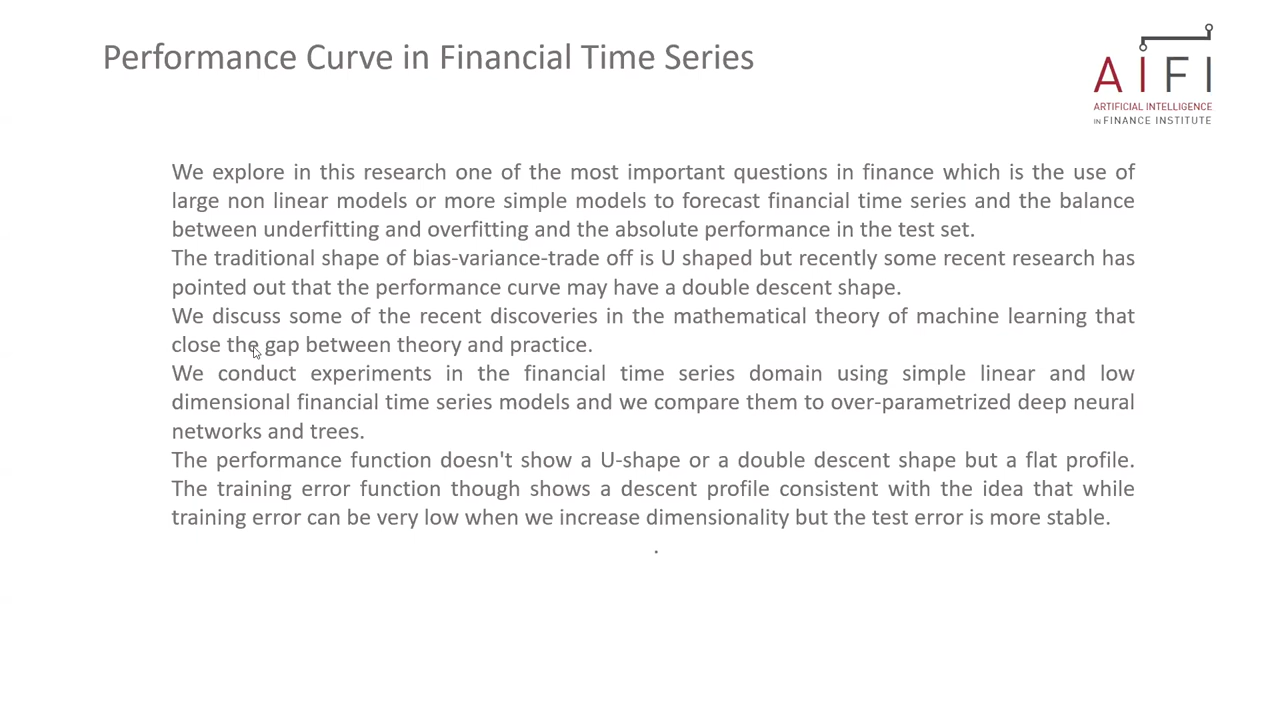 Performance Curve in Financial Time Series
AIFI
ARTIFICIAL INTELLIGENCE
IN FINANCE INSTITUTE
We explore in this research one of the most important questions in finance which is the use of
large non linear models or more simple models to forecast financial time series and the balance
between underfitting and overfitting and the absolute performance in the test set.
The traditional shape of bias-variance-trade off is U shaped but recently some recent research has
pointed out that the performance curve may have a double descent shape.
We discuss some of the recent discoveries in the mathematical theory of machine learning that
close the gap between theory and practice.
We conduct experiments in the financial time series domain using simple linear and low
dimensional financial time series models and we compare them to over-parametrized deep neural
networks and trees.
The performance function doesn't show a U-shape or a double descent shape but a flat profile.
The training error function though shows a descent profile consistent with the idea that while
training error can be very low when we increase dimensionality but the test error is more stable.
.